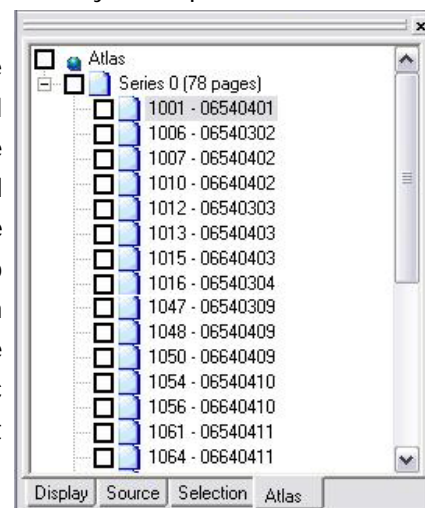 Atlas
Series 0 (78 pages)
1001 - 06540401
1006 - 06540302
1007 - 06540402
1010 - 06640402
1012 - 06540303
1013 - 06540403
1015 - 06640403
1016 - 06540304
1047 - 06540309
1048 - 06540409
1050 - 06640409
1054 - 06540410
1056 - 06640410
1061 - 06540411
1064 - 06640411
Display Source Selection Atlas